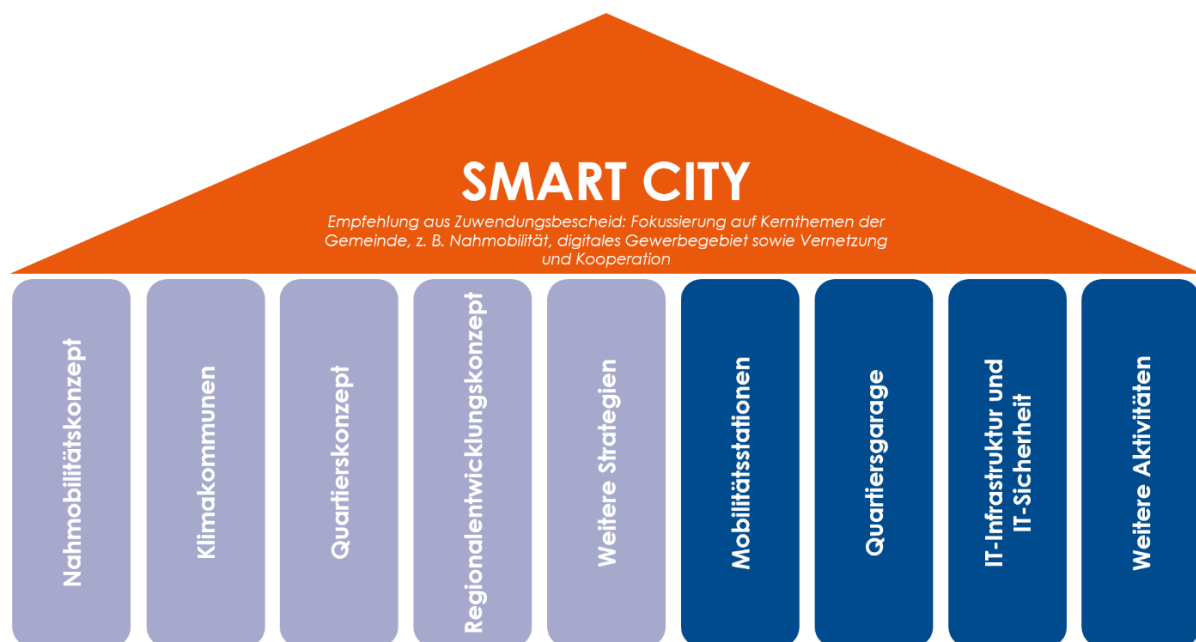 SMART CITY
Empfehlung aus Zuwendungsbescheid: Fokussierung auf Kernthemen der
Gemeinde, z. B. Nahmobilität, digitales Gewerbegebiet sowie Vernetzung
und Kooperation
Nahmobilitätskonzept
Klimakommunen
Quartierskonzept
Regionalentwicklungskonzept
Weitere Strategien
Mobilitätsstationen
Quartiersgarage
IT-Infrastruktur und
IT-Sicherheit
Weitere Aktivitäten